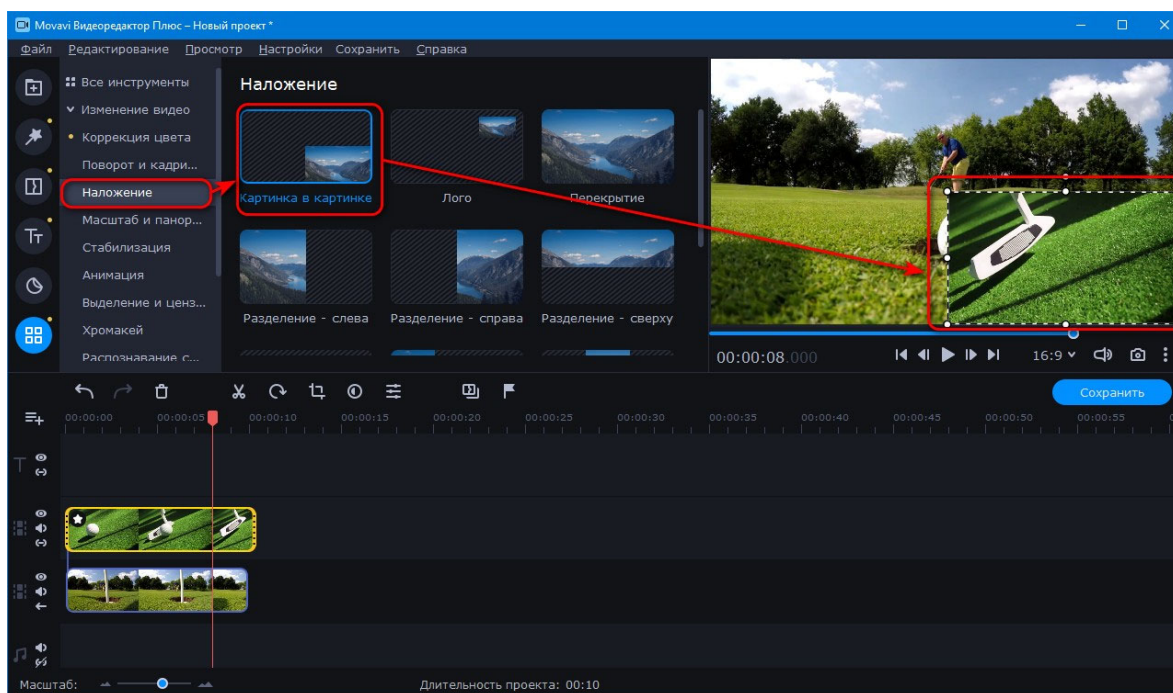 Movavi Видеоредактор Плюс – Новый проект *
Файл Редактирование Просмотр Настройки Сохранить Справка
Все инструменты
Изменение видео
Коррекция цвета
Поворот и кадри...
Наложение
Масштаб и панор...
Стабилизация
Анимация
Выделение и ценз...
Хромакей
Распознавание с...
Наложение
Картинка в картинке
Лого
Перекрытие
Разделение - слева
Разделение - справа
Разделение - сверху
00:00:08.000
16:9
Сохранить
00:00:00 00:00:05 00:00:10 00:00:15 00:00:20 00:00:25 00:00:30 00:00:35 00:00:40 00:00:45 00:00:50 00:00:55
Масштаб:
Длительность проекта: 00:10